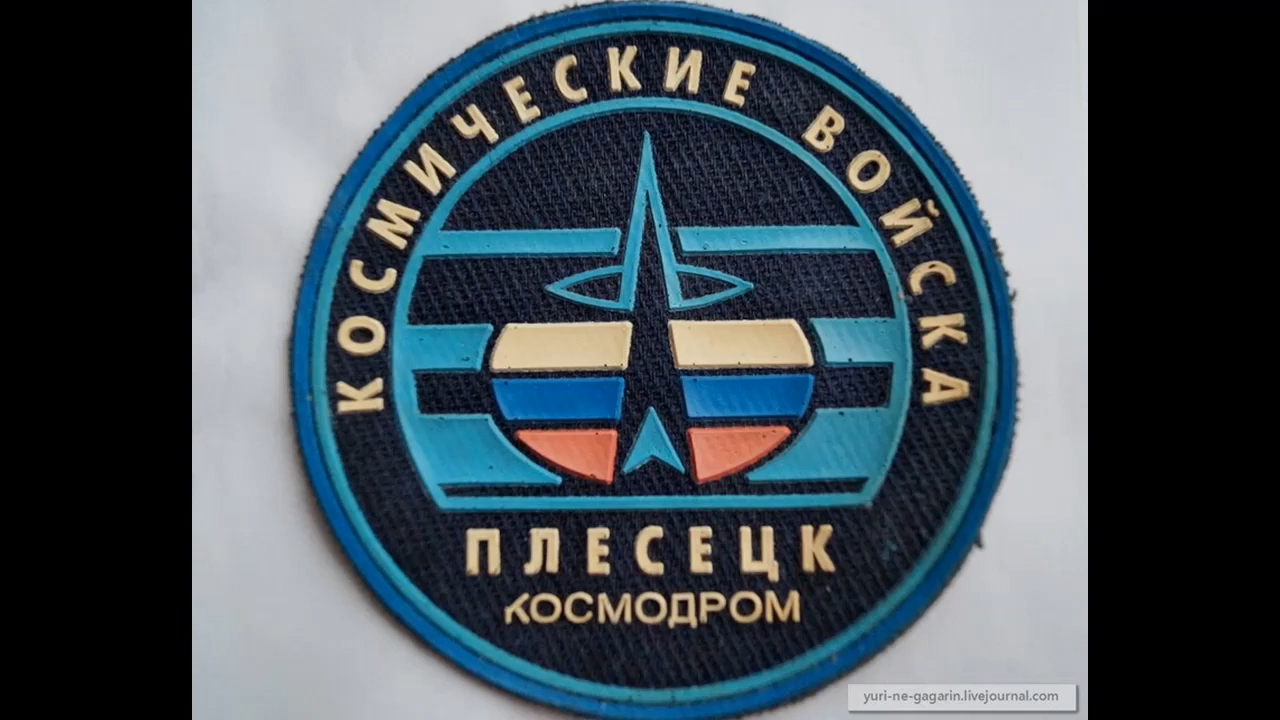 КОСМИЧЕСКИЕ ВОЙСКА
ПЛЕСЕЦК
КОСМОДРОМ
yuri-ne-gagarin.livejournal.com